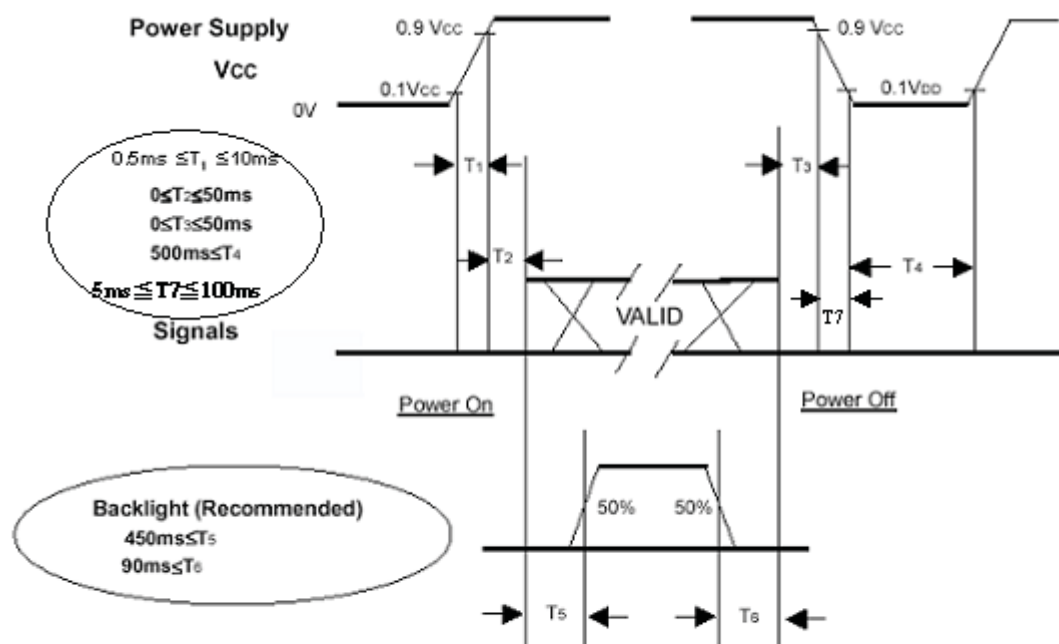 Power Supply
Vcc
0.9 Vcc
0.9 Vcc
0.1Vcc
0.1VDD
0V
0.5ms ≤T1 ≤10ms
0≤T2≤50ms
0≤T3≤50ms
500ms≤T4
5ms≦T7≦100ms
Signals
T1
T3
T2
T4
T7
VALID
Power On
Power Off
Backlight (Recommended)
450ms≤T5
90ms≤T6
50%
50%
T5
T6